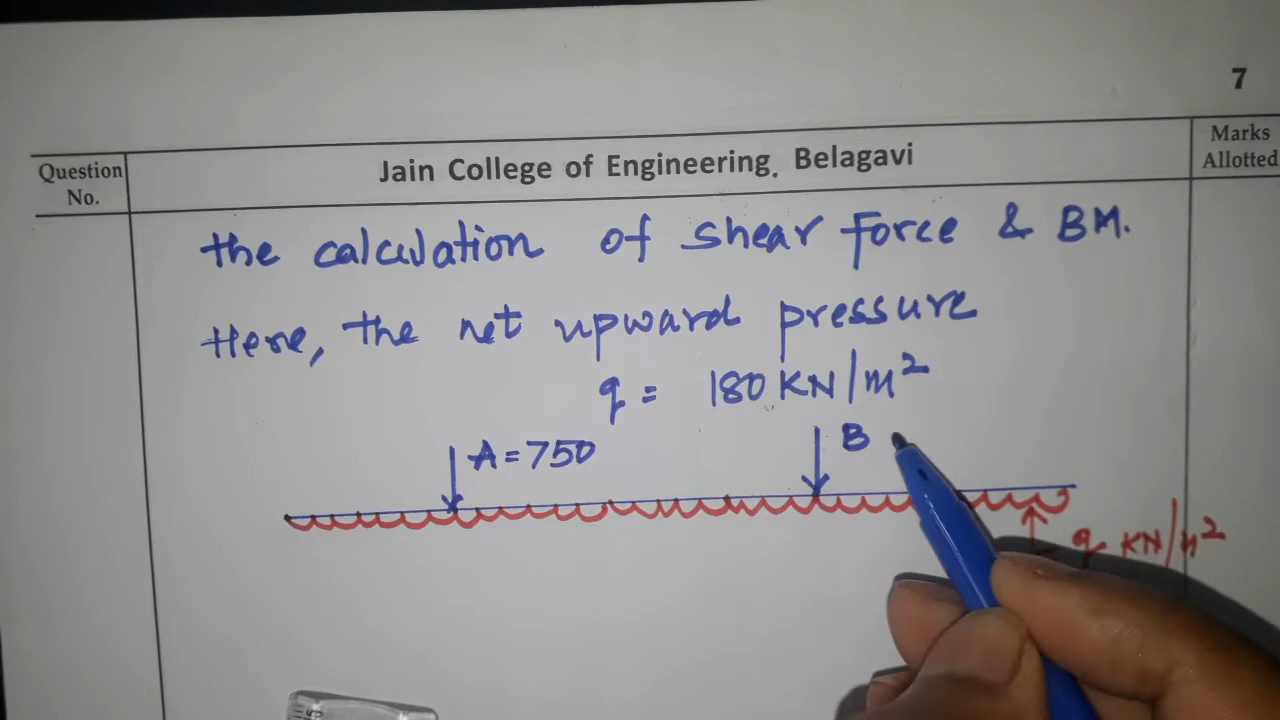 7
Question No.
Jain College of Engineering, Belagavi
Marks Allotted
the calculation of shear force & BM.
Here, the net upward pressure
q = 180 KN/m²
A = 750
B
q KN/m²
15